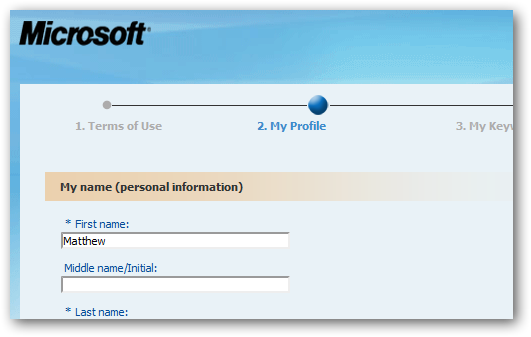 Microsoft®
1. Terms of Use 2. My Profile 3. My
My name (personal information)
* First name:
Matthew
Middle name/Initial:
* Last name: